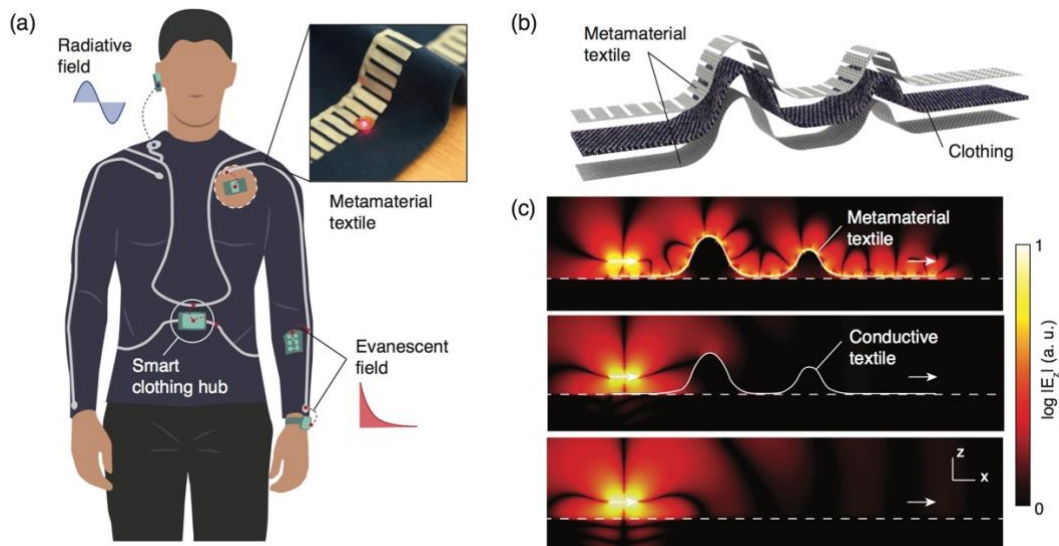 (a)
Radiative
field
Metamaterial
textile
Smart
clothing hub
Evanescent
field
(b)
Metamaterial
textile
Clothing
(c)
Metamaterial
textile
Conductive
textile
z
x
1
log |E_z| (a. u.)
0